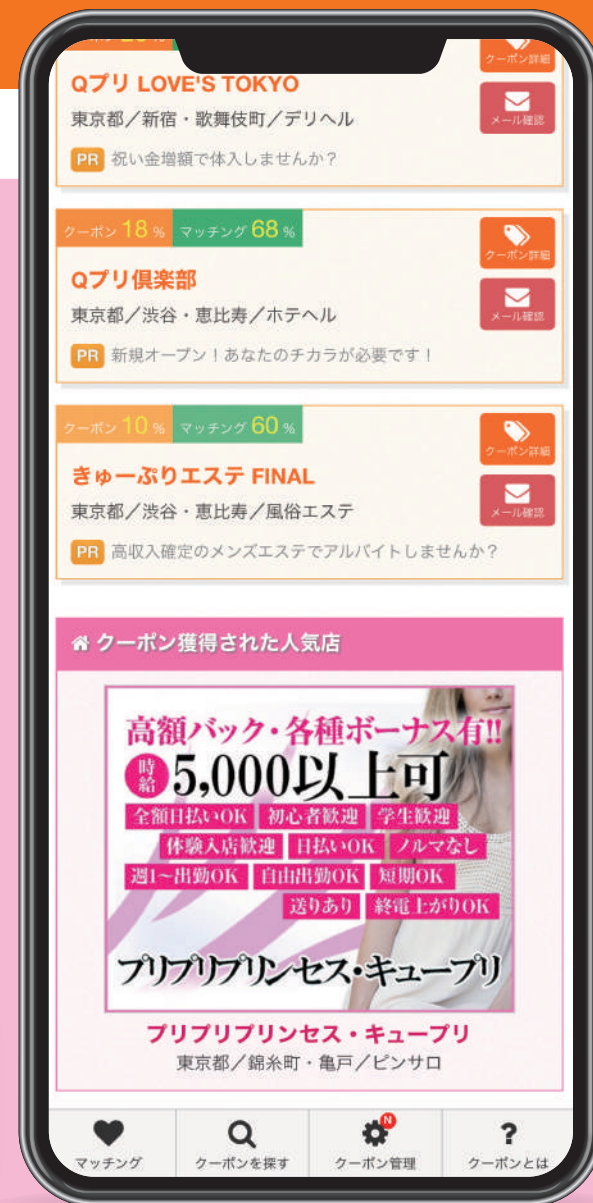 クーポン詳細
Qプリ LOVE'S TOKYO
メール確認
東京都／新宿・歌舞伎町／デリヘル
PR 祝い金増額で体入しませんか？
クーポン 18 % マッチング 68 %
クーポン詳細
Qプリ倶楽部
メール確認
東京都／渋谷・恵比寿／ホテヘル
PR 新規オープン！あなたのチカラが必要です！
クーポン 10 % マッチング 60 %
クーポン詳細
きゅーぷりエステ FINAL
メール確認
東京都／渋谷・恵比寿／風俗エステ
PR 高収入確定のメンズエステでアルバイトしませんか？
クーポン獲得された人気店
高額バック・各種ボーナス有!!
時給 5,000以上可
全額日払いOK 初心者歓迎 学生歓迎
体験入店歓迎 日払いOK ノルマなし
週1〜出勤OK 自由出勤OK 短期OK
送りあり 終電上がりOK
プリプリプリンセス・キュープリ
プリプリプリンセス・キュープリ
東京都／錦糸町・亀戸／ピンサロ
N
マッチング クーポンを探す クーポン管理 クーポンとは